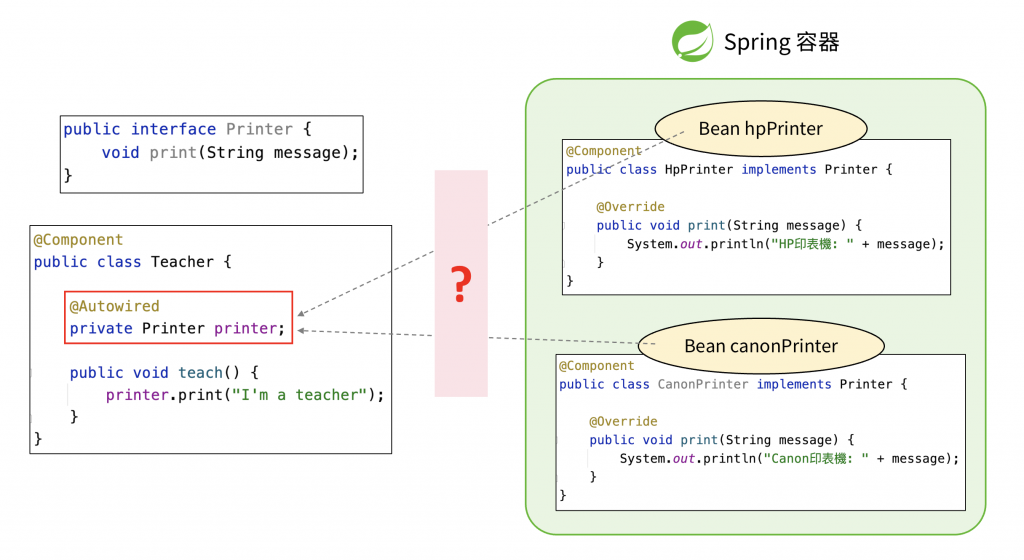 Spring 容器
public interface Printer {
    void print(String message);
}
@Component
public class Teacher {
    @Autowired
    private Printer printer;
    public void teach() {
        printer.print("I'm a teacher");
    }
}
?
Bean hpPrinter
@Component
public class HpPrinter implements Printer {
    @Override
    public void print(String message) {
        System.out.println("HP印表機: " + message);
    }
}
Bean canonPrinter
@Component
public class CanonPrinter implements Printer {
    @Override
    public void print(String message) {
        System.out.println("Canon印表機: " + message);
    }
}